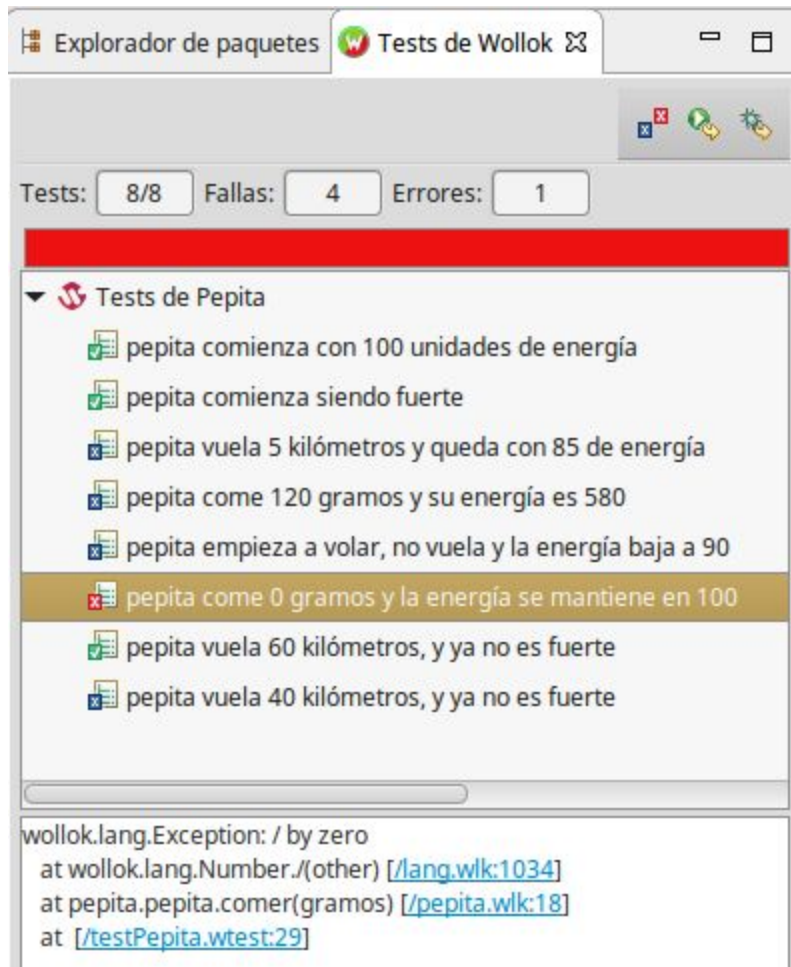 Explorador de paquetes Tests de Wollok
Tests: 8/8 Fallas: 4 Errores: 1
Tests de Pepita
pepita comienza con 100 unidades de energía
pepita comienza siendo fuerte
pepita vuela 5 kilómetros y queda con 85 de energía
pepita come 120 gramos y su energía es 580
pepita empieza a volar, no vuela y la energía baja a 90
pepita come 0 gramos y la energía se mantiene en 100
pepita vuela 60 kilómetros, y ya no es fuerte
pepita vuela 40 kilómetros, y ya no es fuerte
wollok.lang.Exception: / by zero
at wollok.lang.Number./(other) [/lang.wlk:1034]
at pepita.pepita.comer(gramos) [/pepita.wlk:18]
at [/testPepita.wtest:29]